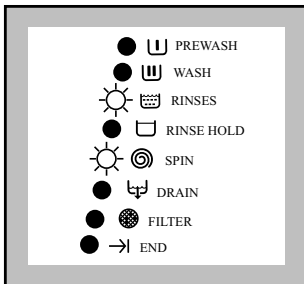 PREWASH
WASH
RINSES
RINSE HOLD
SPIN
DRAIN
FILTER
END